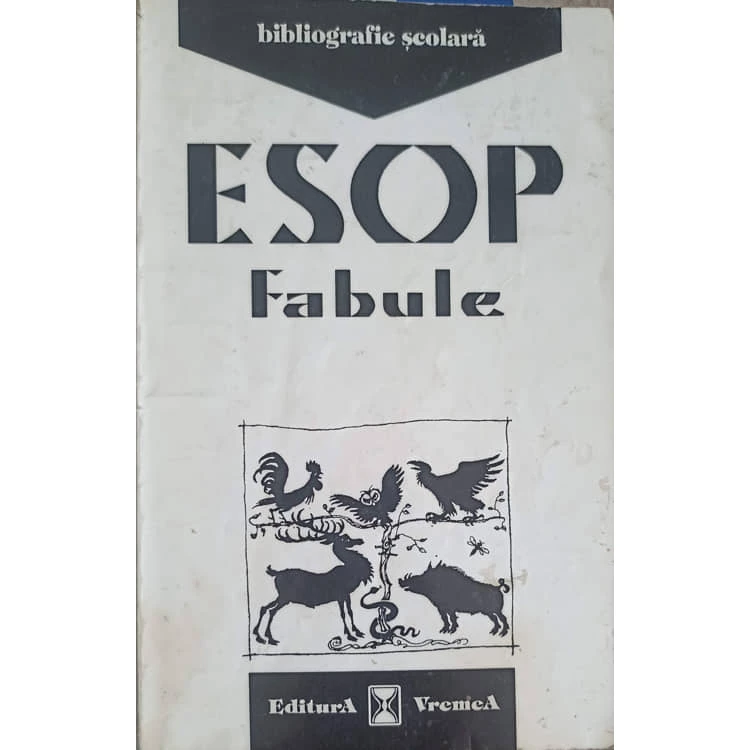 bibliografie școlară
ESOP
Fabule
EditurA VremeA